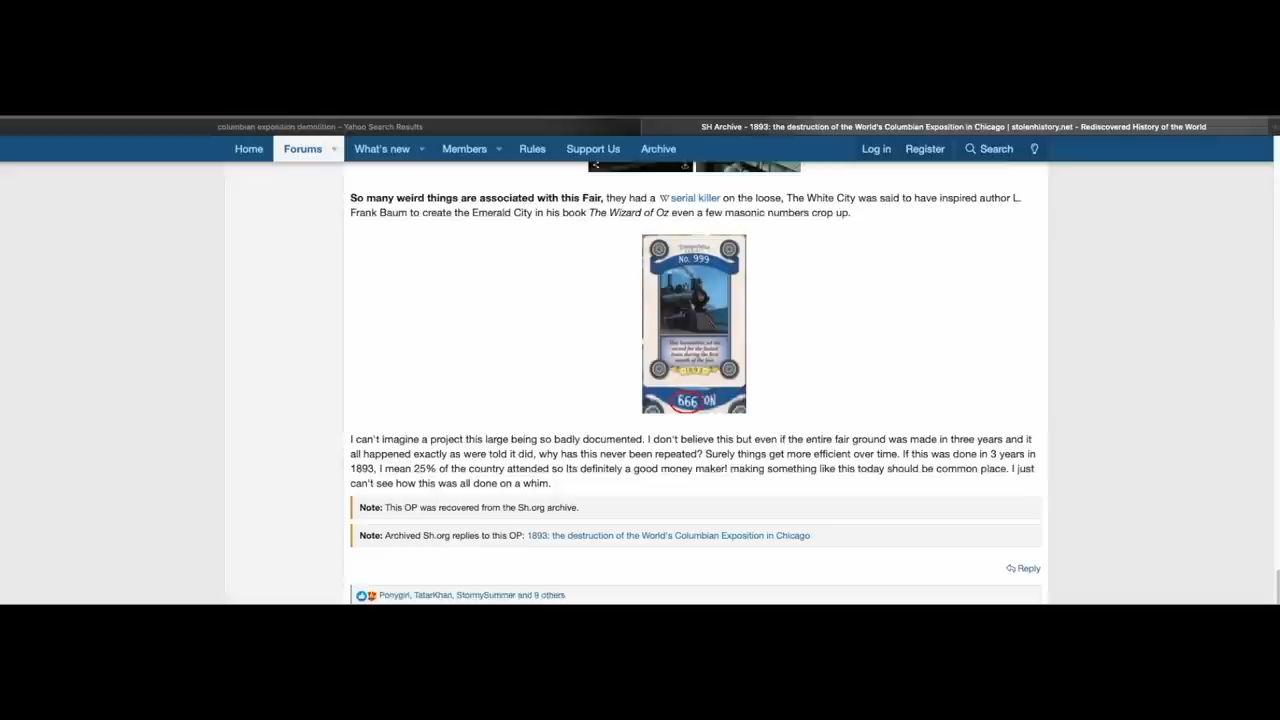 columbian exposition demolition – Yahoo Search Results
SH Archive - 1893: the destruction of the World's Columbian Exposition in Chicago | stolenhistory.net - Rediscovered History of the World
Home Forums What's new Members Rules Support Us Archive Log in Register Search
So many weird things are associated with this Fair, they had a W serial killer on the loose, The White City was said to have inspired author L.
Frank Baum to create the Emerald City in his book The Wizard of Oz even a few masonic numbers crop up.
No. 999
1893
666 ON
I can't imagine a project this large being so badly documented. I don't believe this but even if the entire fair ground was made in three years and it
all happened exactly as were told it did, why has this never been repeated? Surely things get more efficient over time. If this was done in 3 years in
1893, I mean 25% of the country attended so Its definitely a good money maker! making something like this today should be common place. I just
can't see how this was all done on a whim.
Note: This OP was recovered from the Sh.org archive.
Note: Archived Sh.org replies to this OP: 1893: the destruction of the World's Columbian Exposition in Chicago
Reply
Ponygirl, TatarKhan, StormySummer and 9 others